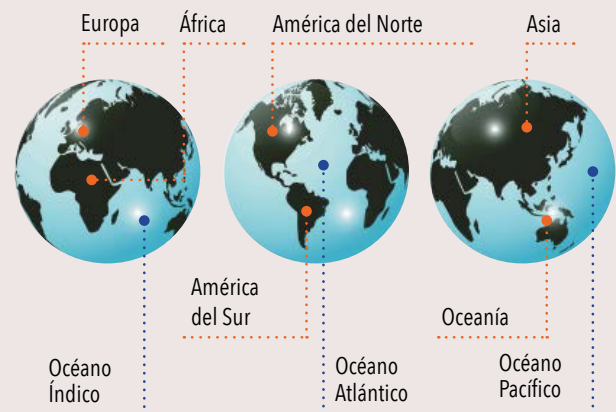 Europa
África
América del Norte
Asia
América
del Sur
Oceanía
Océano
Índico
Océano
Atlántico
Océano
Pacífico